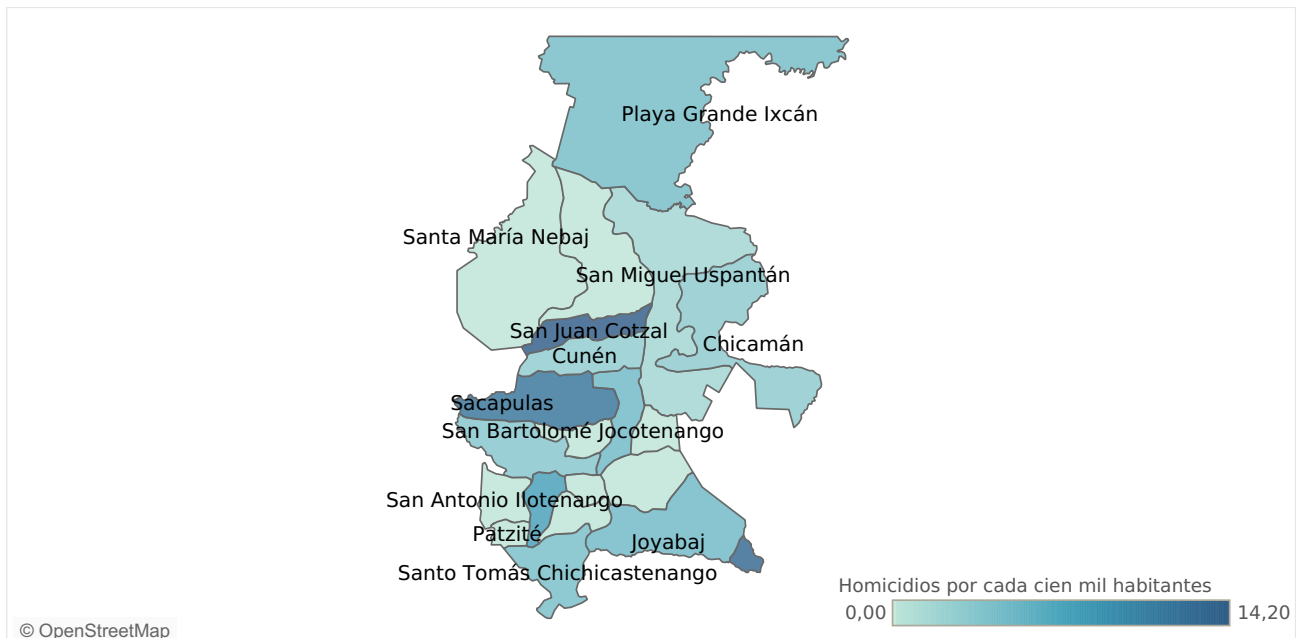 Playa Grande Ixcán
Santa María Nebaj
San Miguel Uspantán
San Juan Cotzal
Chicamán
Cunén
Sacapulas
San Bartolomé Jocotenango
San Antonio Ilotenango
Patzité
Joyabaj
Santo Tomás Chichicastenango
Homicidios por cada cien mil habitantes
0,00 14,20
© OpenStreetMap